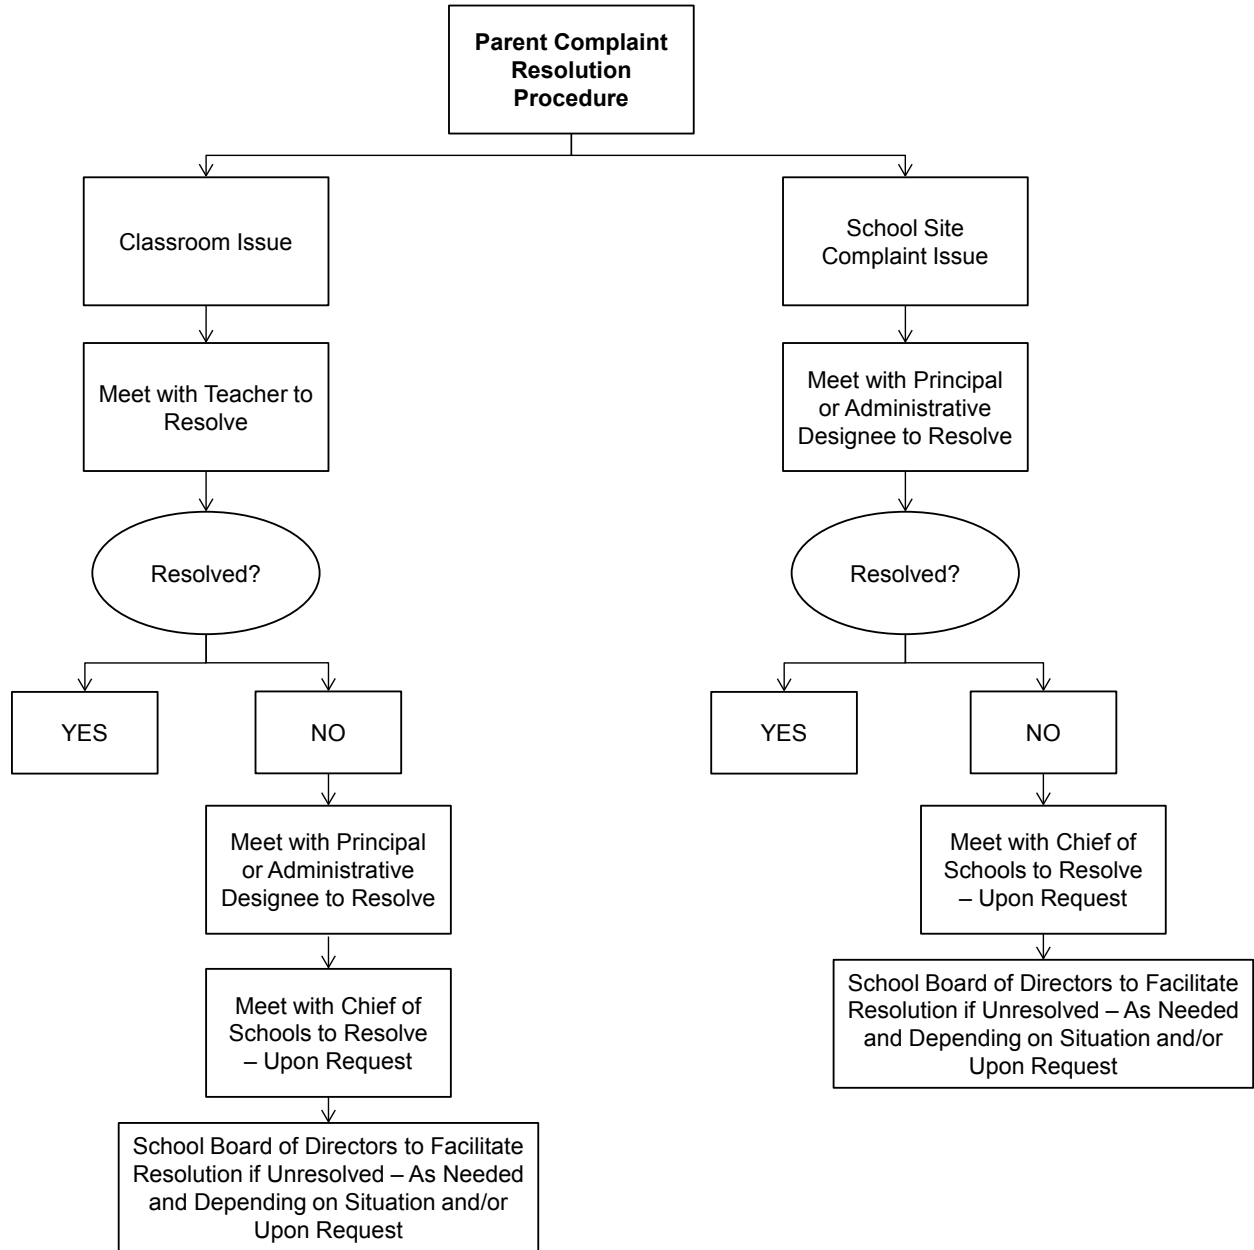 Parent Complaint
Resolution
Procedure
Classroom Issue
School Site
Complaint Issue
Meet with Teacher to
Resolve
Meet with Principal
or Administrative
Designee to Resolve
Resolved?
Resolved?
YES
NO
YES
NO
Meet with Principal
or Administrative
Designee to Resolve
Meet with Chief of
Schools to Resolve
– Upon Request
Meet with Chief of
Schools to Resolve
– Upon Request
School Board of Directors to Facilitate
Resolution if Unresolved – As Needed
and Depending on Situation and/or
Upon Request
School Board of Directors to Facilitate
Resolution if Unresolved – As Needed
and Depending on Situation and/or
Upon Request